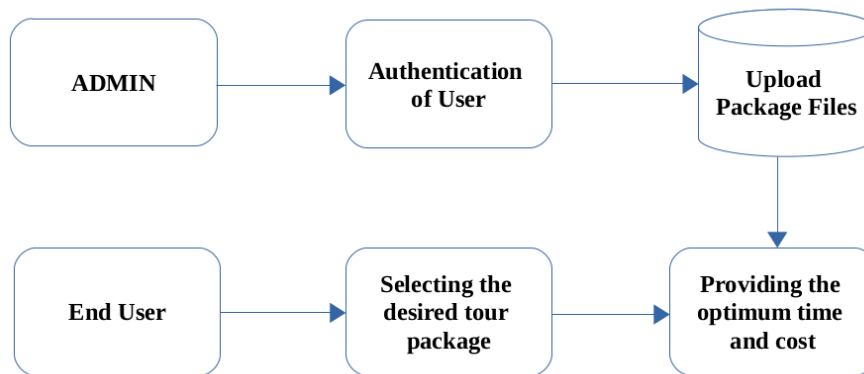 ADMIN
Authentication
of User
Upload
Package Files
End User
Selecting the
desired tour
package
Providing the
optimum time
and cost